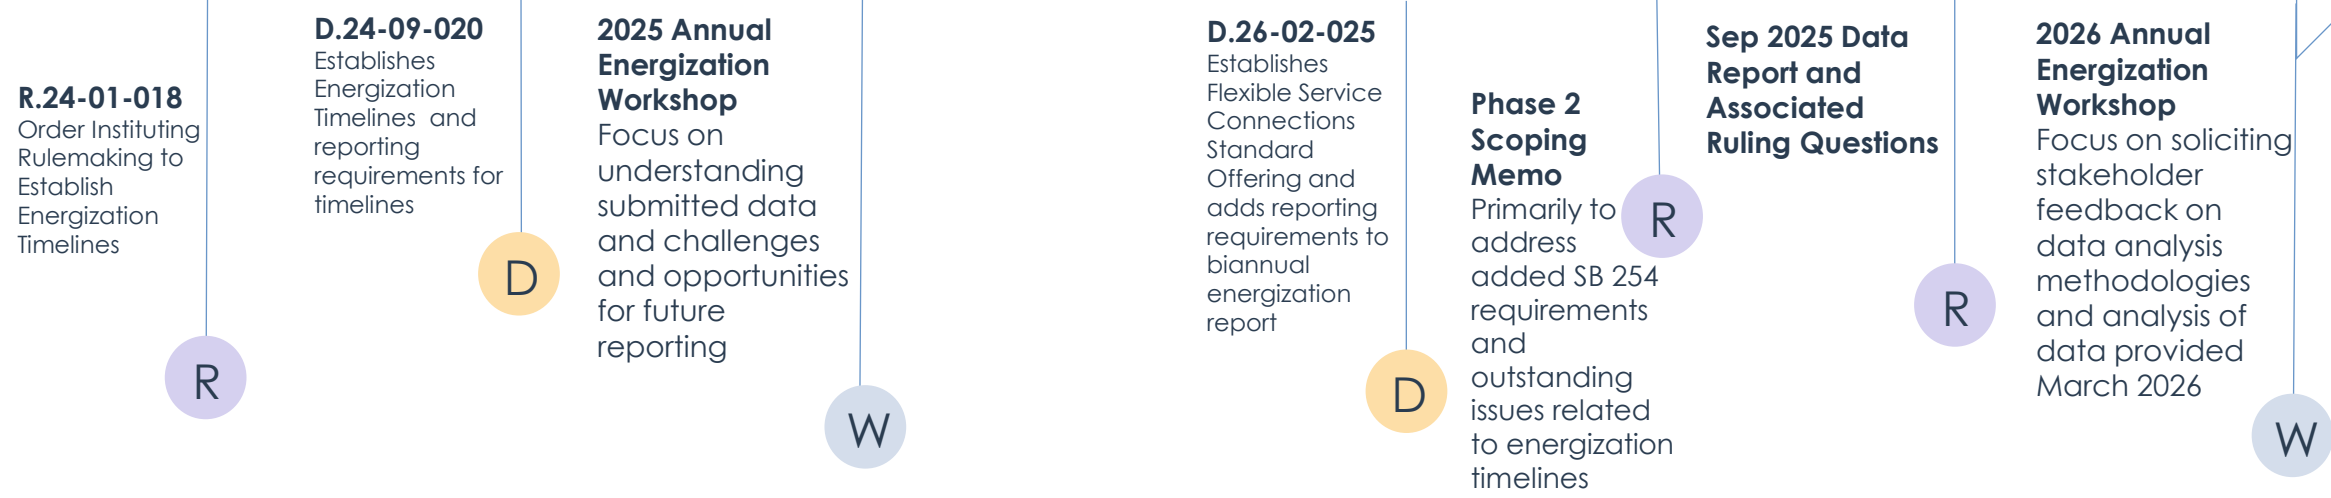 R.24-01-018
Order Instituting
Rulemaking to
Establish
Energization
Timelines
R
D.24-09-020
Establishes
Energization
Timelines and
reporting
requirements for
timelines
D
2025 Annual
Energization
Workshop
Focus on
understanding
submitted data
and challenges
and opportunities
for future
reporting
W
D.26-02-025
Establishes
Flexible Service
Connections
Standard
Offering and
adds reporting
requirements to
biannual
energization
report
D
Phase 2
Scoping
Memo
Primarily to
address
added SB 254
requirements
and
outstanding
issues related
to energization
timelines
R
Sep 2025 Data
Report and
Associated
Ruling Questions
R
2026 Annual
Energization
Workshop
Focus on soliciting
stakeholder
feedback on
data analysis
methodologies
and analysis of
data provided
March 2026
W